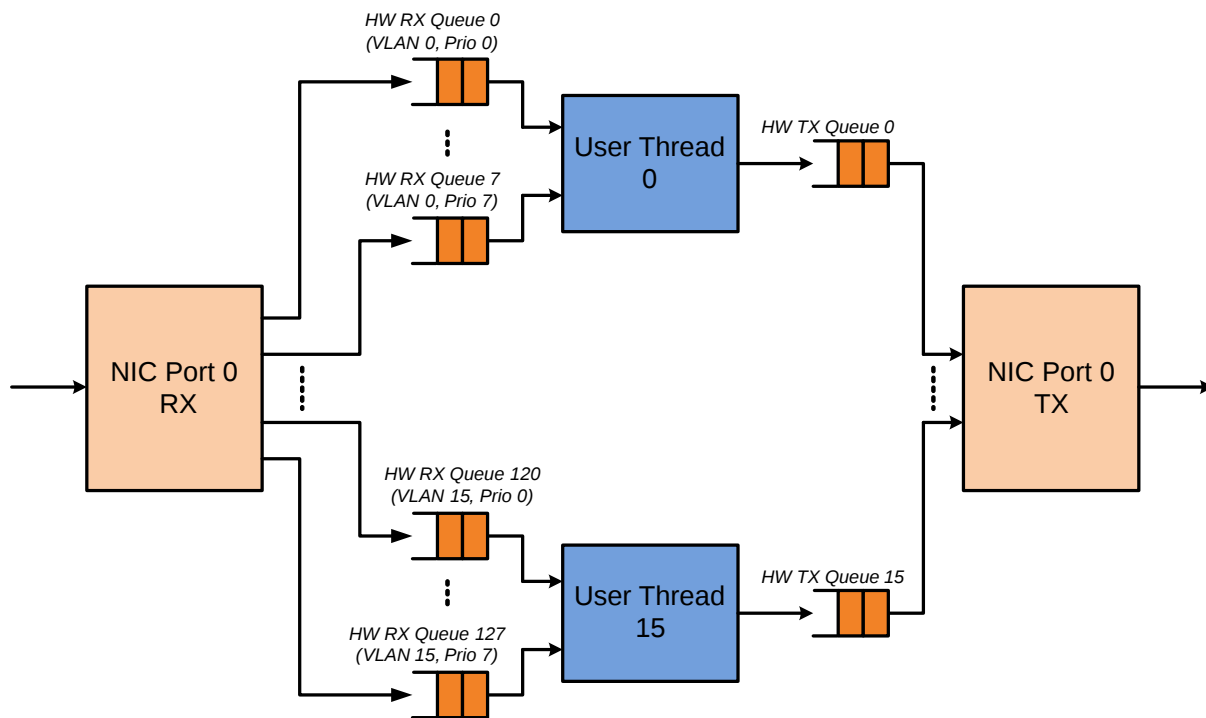 HW RX Queue 0
(VLAN 0, Prio 0)
HW RX Queue 7
(VLAN 0, Prio 7)
User Thread
0
HW TX Queue 0
NIC Port 0
RX
NIC Port 0
TX
HW RX Queue 120
(VLAN 15, Prio 0)
HW RX Queue 127
(VLAN 15, Prio 7)
User Thread
15
HW TX Queue 15